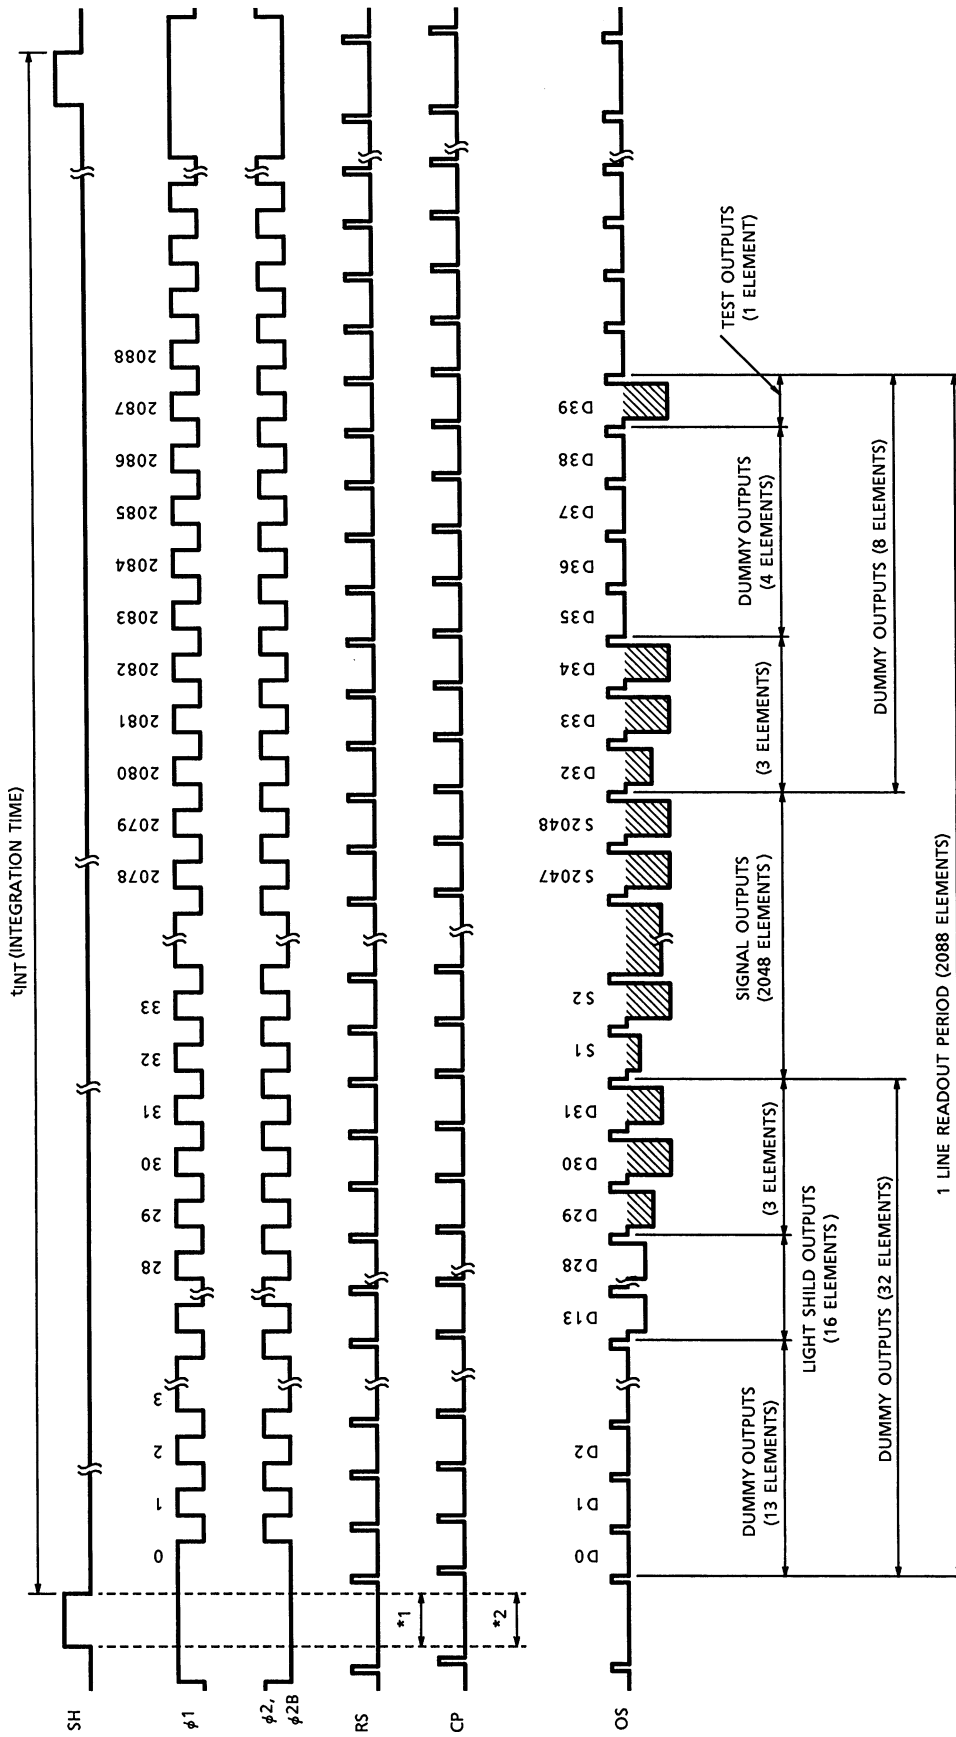 tINT (INTEGRATION TIME)
SH
φ1
0
1
2
3
28
29
30
31
32
33
2078
2079
2080
2081
2082
2083
2084
2085
2086
2087
2088
φ2,
φ2B
RS
*1
CP
*2
OS
D0
D1
D2
D13
D28
D29
D30
D31
S1
S2
S2047
S2048
D32
D33
D34
D35
D36
D37
D38
D39
DUMMY OUTPUTS
(13 ELEMENTS)
LIGHT SHILD OUTPUTS
(16 ELEMENTS)
(3 ELEMENTS)
SIGNAL OUTPUTS
(2048 ELEMENTS)
(3 ELEMENTS)
DUMMY OUTPUTS
(4 ELEMENTS)
TEST OUTPUTS
(1 ELEMENT)
DUMMY OUTPUTS (32 ELEMENTS)
DUMMY OUTPUTS (8 ELEMENTS)
1 LINE READOUT PERIOD (2088 ELEMENTS)